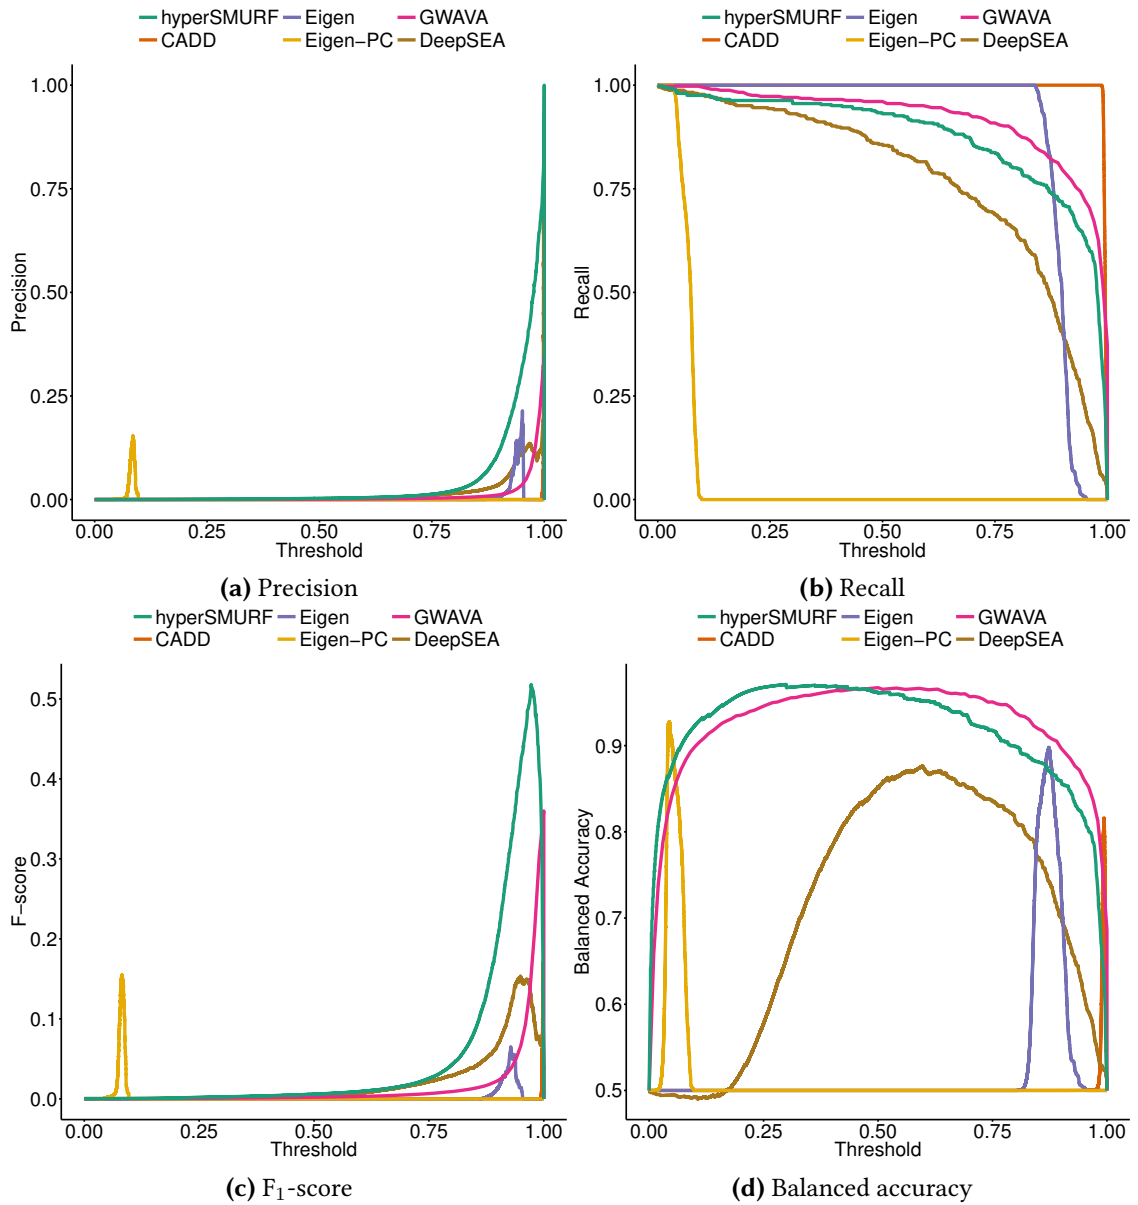 hyperSMURF Eigen GWAVA
CADD Eigen−PC DeepSEA
1.00
0.75
0.50
0.25
0.00
Precision
0.00 0.25 0.50 0.75 1.00
Threshold
(a) Precision
hyperSMURF Eigen GWAVA
CADD Eigen−PC DeepSEA
1.00
0.75
0.50
0.25
0.00
Recall
0.00 0.25 0.50 0.75 1.00
Threshold
(b) Recall
hyperSMURF Eigen GWAVA
CADD Eigen−PC DeepSEA
0.5
0.4
0.3
0.2
0.1
0.0
F−score
0.00 0.25 0.50 0.75 1.00
Threshold
(c) F₁-score
hyperSMURF Eigen GWAVA
CADD Eigen−PC DeepSEA
0.9
0.8
0.7
0.6
0.5
Balanced Accuracy
0.00 0.25 0.50 0.75 1.00
Threshold
(d) Balanced accuracy